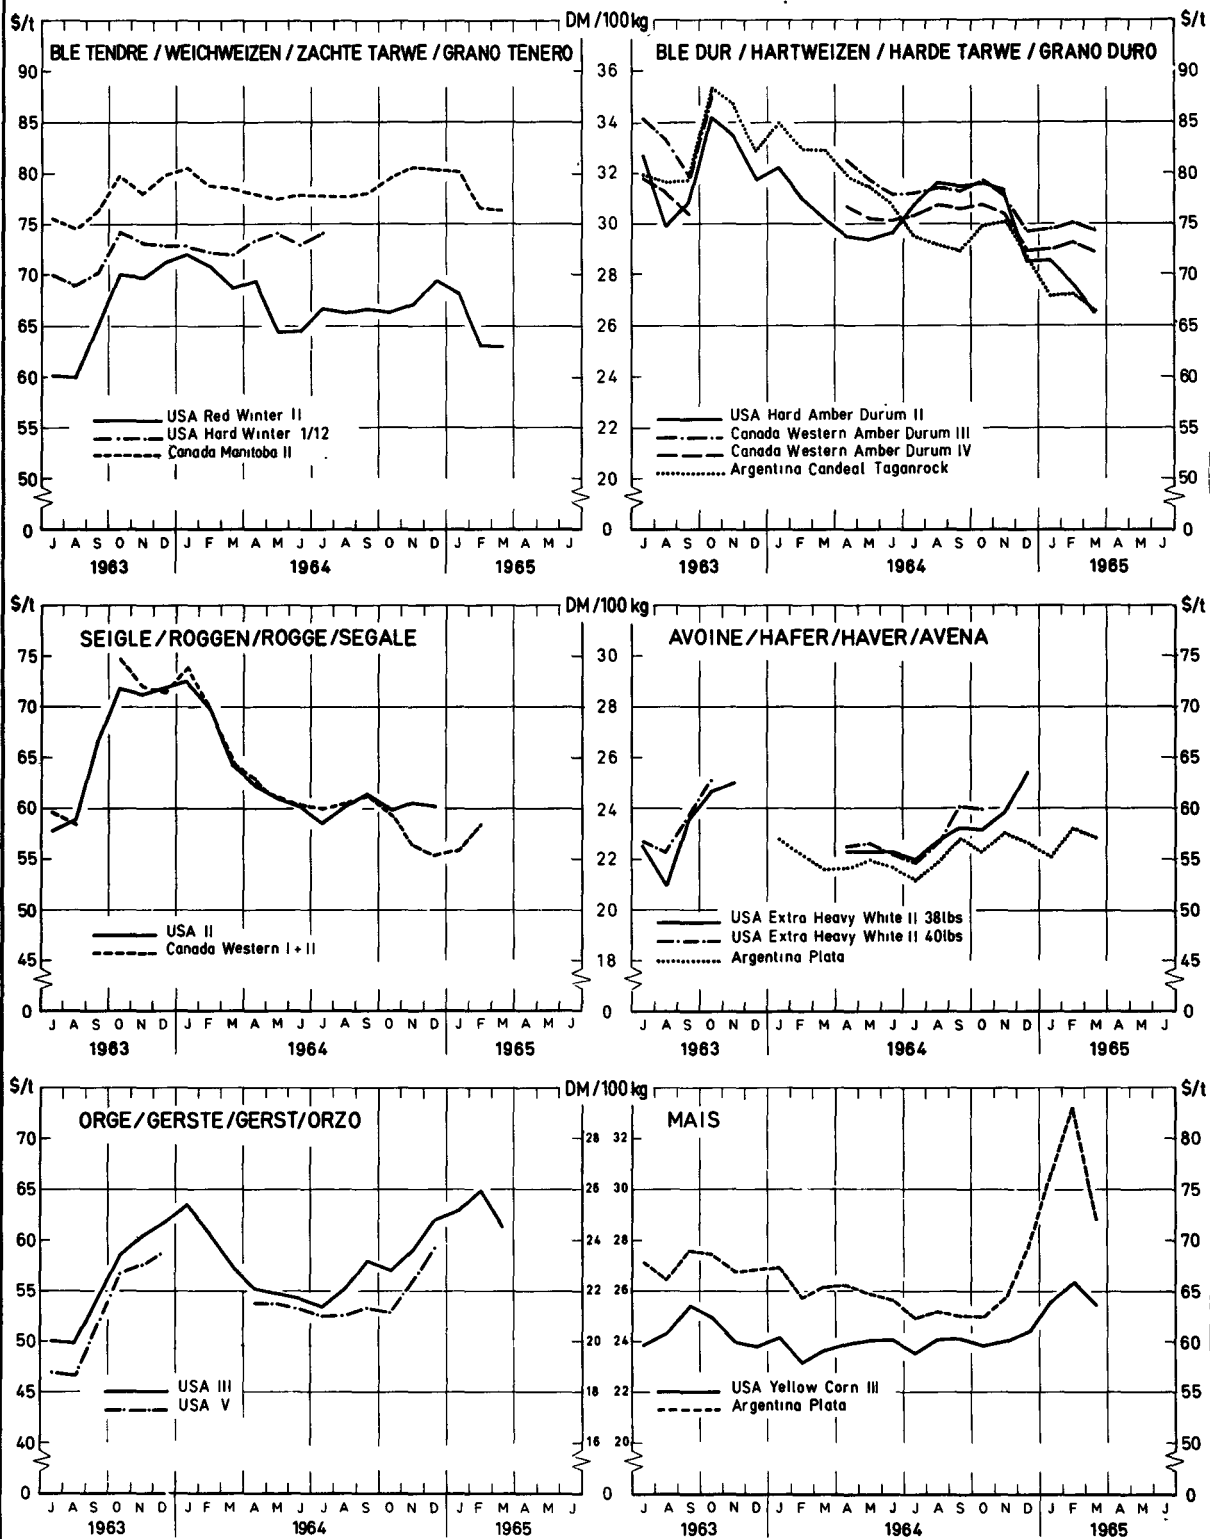 $/t DM/100kg $/t
BLE TENDRE / WEICHWEIZEN / ZACHTE TARWE / GRANO TENERO
90
85
80
75
70
65
60
55
50
0
USA Red Winter II
USA Hard Winter 1/12
Canada Manitoba II
J A S O N D J F M A M J J A S O N D J F M A M J
1963 1964 1965
BLE DUR / HARTWEIZEN / HARDE TARWE / GRANO DURO
36 90
34 85
32 80
30 75
28 70
26 65
24 60
22 55
20 50
0 0
USA Hard Amber Durum II
Canada Western Amber Durum III
Canada Western Amber Durum IV
Argentina Candeal Taganrock
J A S O N D J F M A M J J A S O N D J F M A M J
1963 1964 1965
$/t DM/100 kg $/t
SEIGLE/ROGGEN/ROGGE/SEGALE
75
70
65
60
55
50
45
0
USA II
Canada Western I + II
J A S O N D J F M A M J J A S O N D J F M A M J
1963 1964 1965
AVOINE/HAFER/HAVER/AVENA
30 75
28 70
26 65
24 60
22 55
20 50
18 45
0 0
USA Extra Heavy White II 38lbs
USA Extra Heavy White II 40lbs
Argentina Plata
J A S O N D J F M A M J J A S O N D J F M A M J
1963 1964 1965
$/t DM/100kg $/t
ORGE/GERSTE/GERST/ORZO
70 28
65 26
60 24
55 22
50 20
45 18
40 16
0 0
USA III
USA V
J A S O N D J F M A M J J A S O N D J F M A M J
1963 1964 1965
MAIS
32 80
30 75
28 70
26 65
24 60
22 55
20 50
0
USA Yellow Corn III
Argentina Plata
J A S O N D J F M A M J J A S O N D J F M A M J
1963 1964 1965